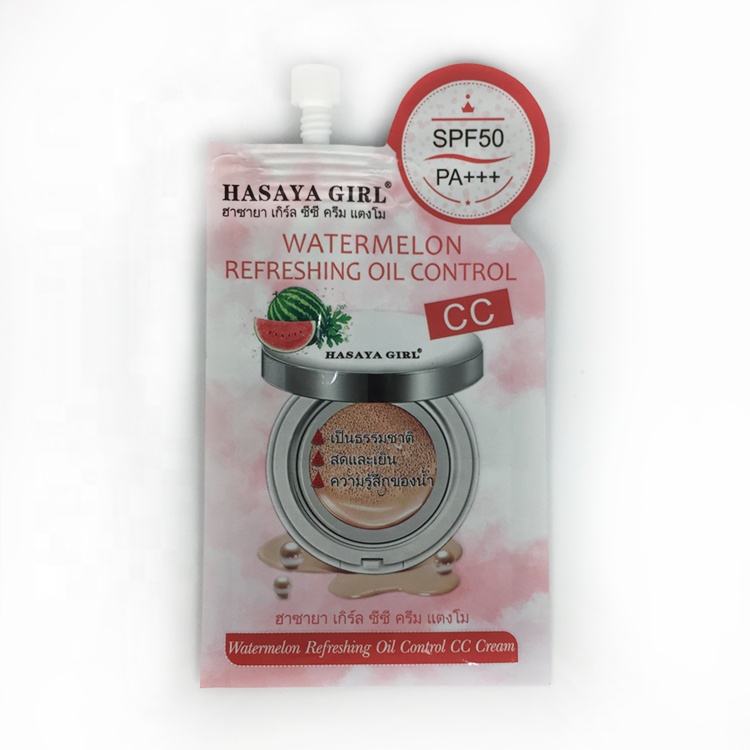 SPF50
PA+++
HASAYA GIRL®
ฮาซายา เกิร์ล ซีซี ครีม แตงโม
WATERMELON
REFRESHING OIL CONTROL
CC
HASAYA GIRL®
เป็นธรรมชาติ
สดและเย็น
ความรู้สึกของน้ำ
ฮาซายา เกิร์ล ซีซี ครีม แตงโม
Watermelon Refreshing Oil Control CC Cream